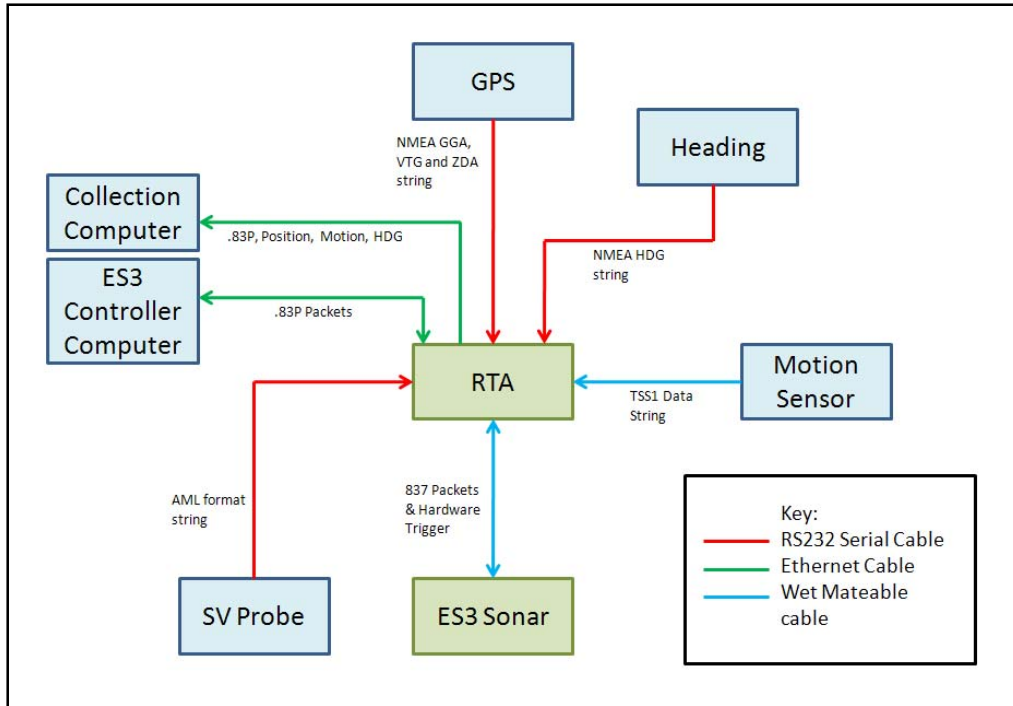 GPS
NMEA GGA,
VTG and ZDA
string
Heading
NMEA HDG
string
Collection
Computer
.83P, Position, Motion, HDG
ES3
Controller
Computer
.83P Packets
RTA
Motion
Sensor
TSS1 Data
String
AML format
string
837 Packets
& Hardware
Trigger
SV Probe
ES3 Sonar
Key:
RS232 Serial Cable
Ethernet Cable
Wet Mateable
cable